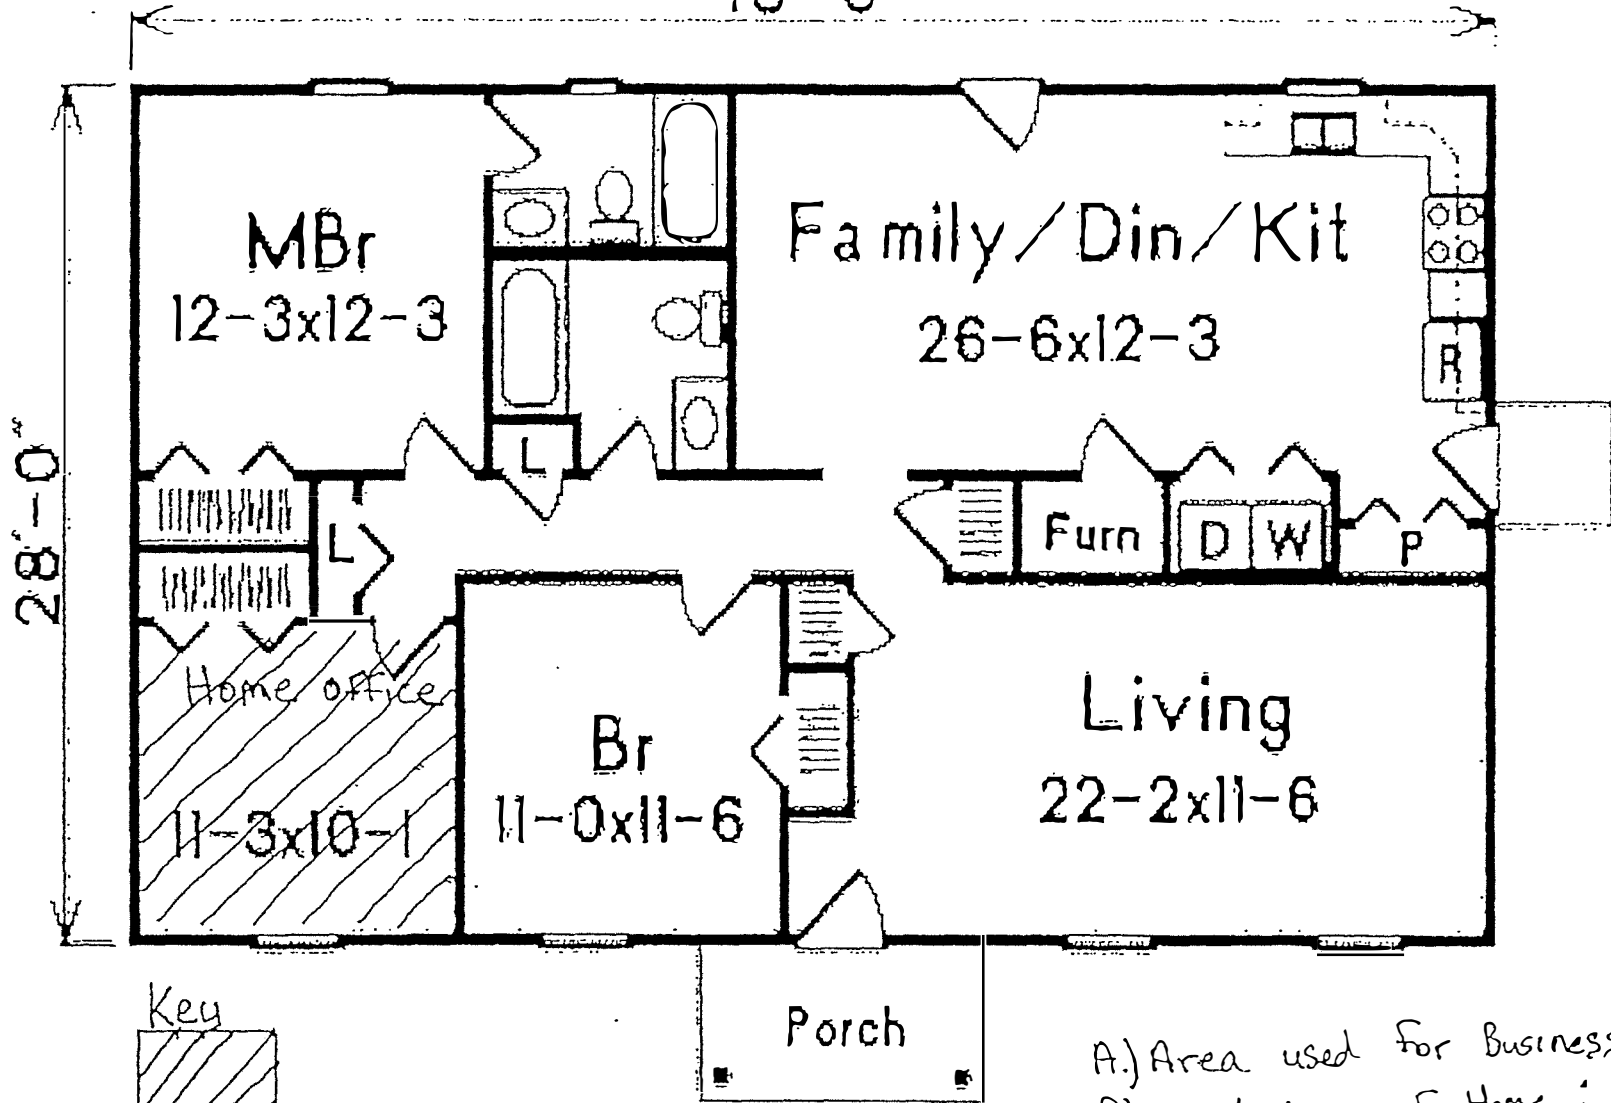 MBr
12-3x12-3
Family/Din/Kit
26-6x12-3
R
L
L
Furn
D
W
P
28'-0"
Home office
11-3x10-1
Br
11-0x11-6
Living
22-2x11-6
Porch
Key
A.) Area used for Business